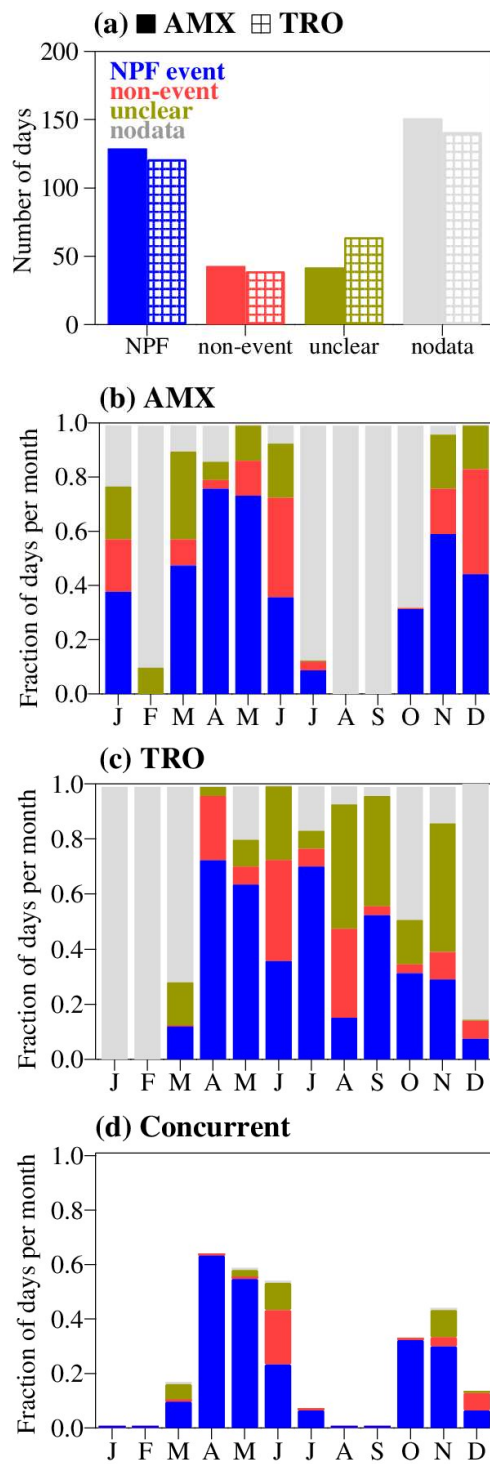 (a) ■ AMX ⊞ TRO
NPF event
non-event
unclear
nodata
Number of days
200
150
100
50
0
NPF non-event unclear nodata
(b) AMX
Fraction of days per month
1.0
0.8
0.6
0.4
0.2
0.0
J F M A M J J A S O N D
(c) TRO
Fraction of days per month
1.0
0.8
0.6
0.4
0.2
0.0
J F M A M J J A S O N D
(d) Concurrent
Fraction of days per month
1.0
0.8
0.6
0.4
0.2
0.0
J F M A M J J A S O N D